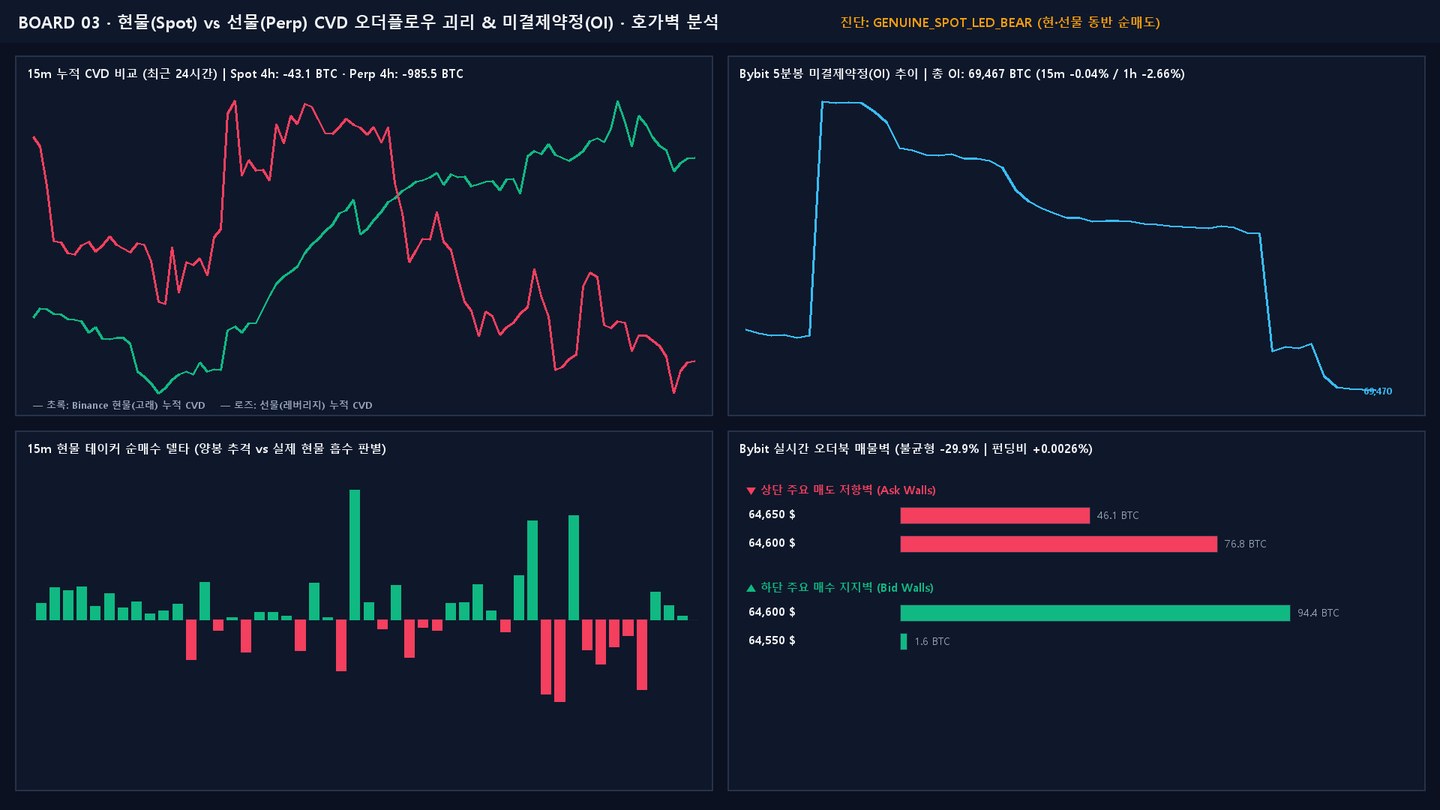 BOARD 03 · 현물(Spot) vs 선물(Perp) CVD 오더플로우 괴리 & 미결제약정(OI) · 호가벽 분석
진단: GENUINE_SPOT_LED_BEAR (현·선물 동반 순매도)
15m 누적 CVD 비교 (최근 24시간) | Spot 4h: -43.1 BTC · Perp 4h: -985.5 BTC
— 초록: Binance 현물(고래) 누적 CVD — 로즈: 선물(레버리지) 누적 CVD
Bybit 5분봉 미결제약정(OI) 추이 | 총 OI: 69,467 BTC (15m -0.04% / 1h -2.66%)
69,470
15m 현물 테이커 순매수 델타 (양봉 추격 vs 실제 현물 흡수 판별)
Bybit 실시간 오더북 매물벽 (불균형 -29.9% | 펀딩비 +0.0026%)
▼ 상단 주요 매도 저항벽 (Ask Walls)
64,650 $ 46.1 BTC
64,600 $ 76.8 BTC
▲ 하단 주요 매수 지지벽 (Bid Walls)
64,600 $ 94.4 BTC
64,550 $ 1.6 BTC